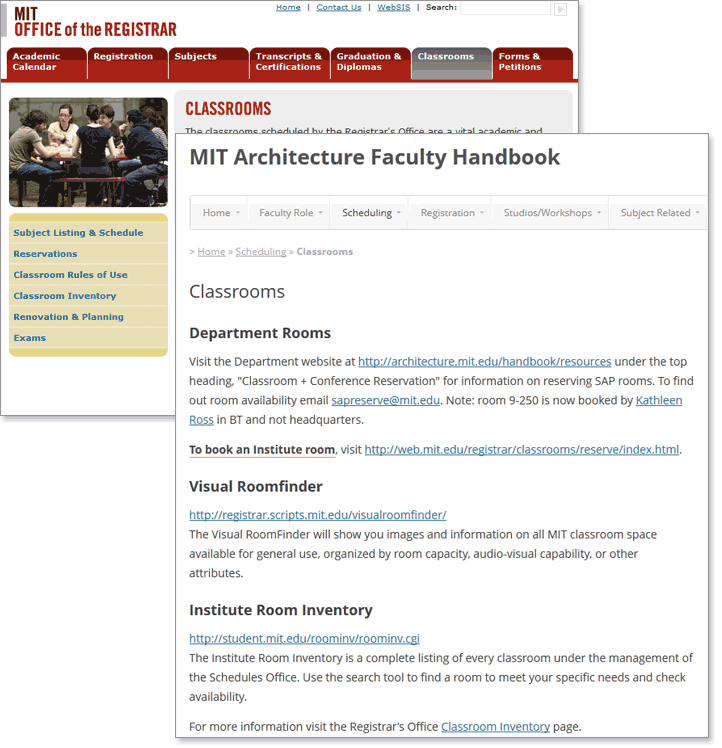 MIT
OFFICE of the REGISTRAR
Home | Contact Us | WebSIS | Search:
Academic Calendar
Registration
Subjects
Transcripts & Certifications
Graduation & Diplomas
Classrooms
Forms & Petitions
Subject Listing & Schedule
Reservations
Classroom Rules of Use
Classroom Inventory
Renovation & Planning
Exams
CLASSROOMS
The classrooms scheduled by the Registrar's Office are a vital academic and
MIT Architecture Faculty Handbook
Home Faculty Role Scheduling Registration Studios/Workshops Subject Related
> Home » Scheduling » Classrooms
Classrooms
Department Rooms
Visit the Department website at http://architecture.mit.edu/handbook/resources under the top
heading, "Classroom + Conference Reservation" for information on reserving SAP rooms. To find
out room availability email sapreserve@mit.edu. Note: room 9-250 is now booked by Kathleen
Ross in BT and not headquarters.
To book an Institute room, visit http://web.mit.edu/registrar/classrooms/reserve/index.html.
Visual Roomfinder
http://registrar.scripts.mit.edu/visualroomfinder/
The Visual RoomFinder will show you images and information on all MIT classroom space
available for general use, organized by room capacity, audio-visual capability, or other
attributes.
Institute Room Inventory
http://student.mit.edu/roominv/roominv.cgi
The Institute Room Inventory is a complete listing of every classroom under the management of
the Schedules Office. Use the search tool to find a room to meet your specific needs and check
availability.
For more information visit the Registrar's Office Classroom Inventory page.